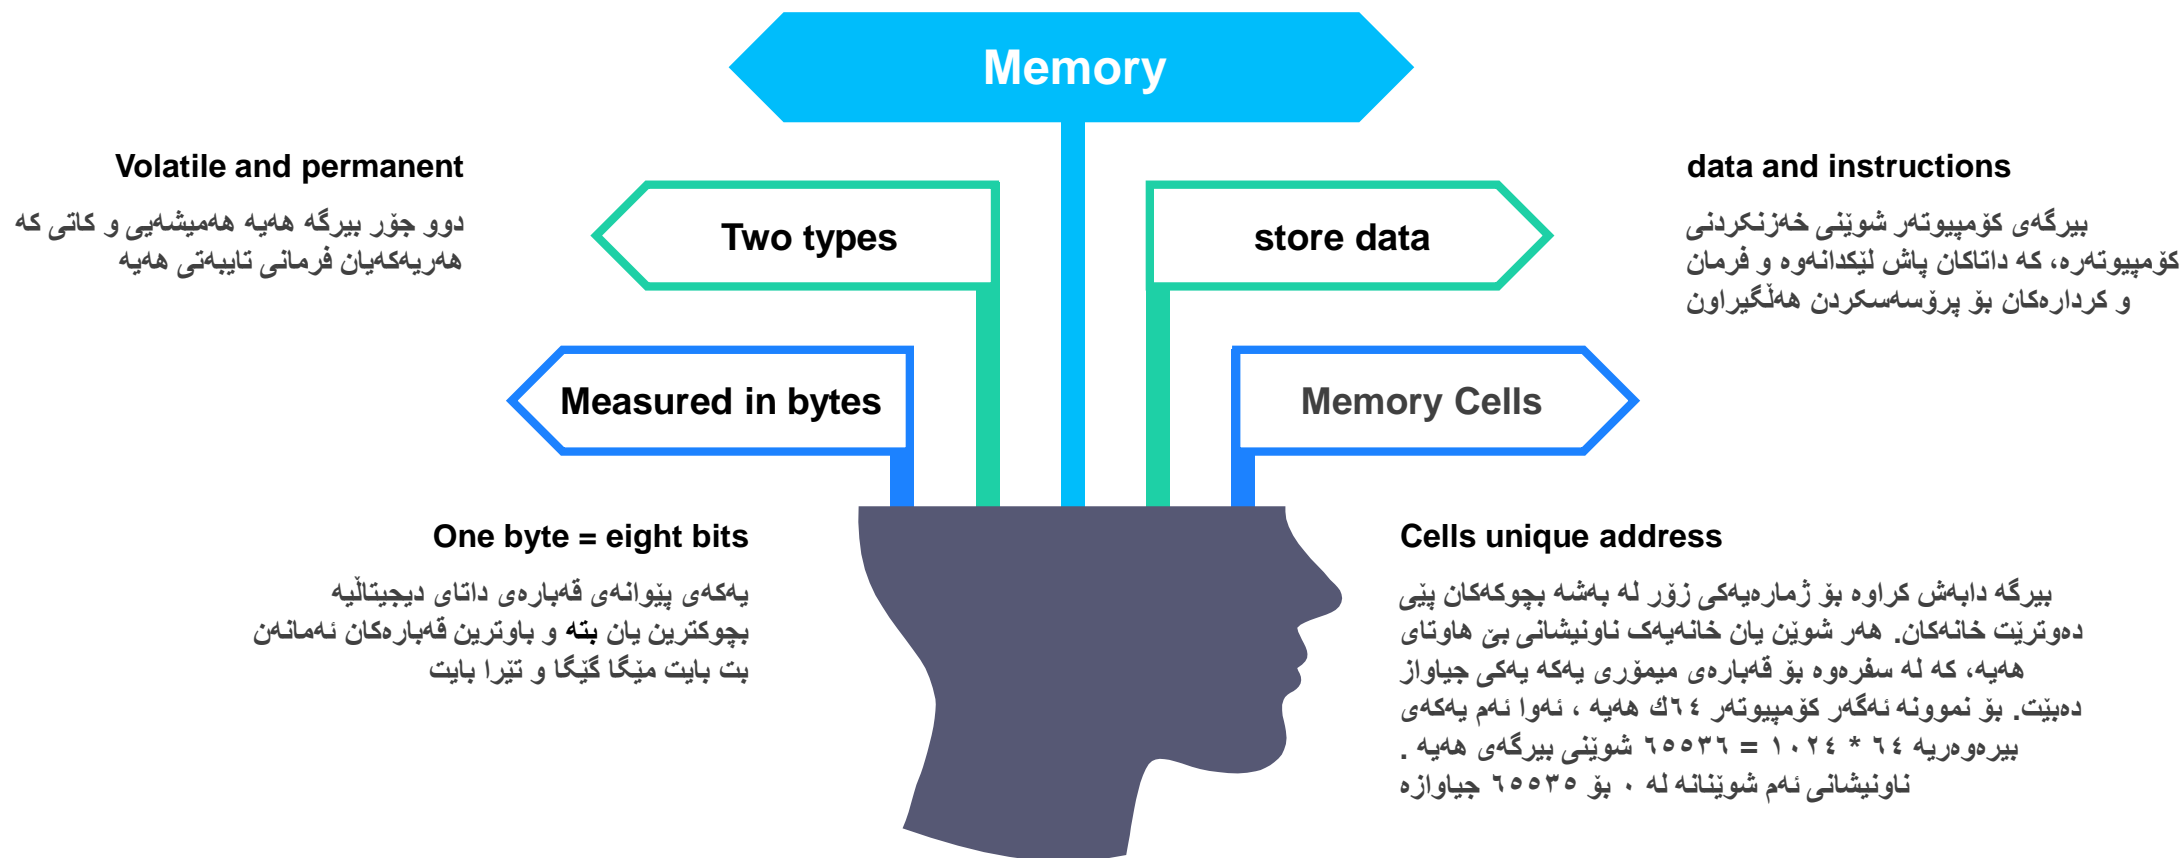 Memory
Volatile and permanent
دوو جۆر بیرگە هەیە هەمیشەیی و کاتی کە
هەریەکەیان فرمانی تایبەتی هەیە
Two types
store data
data and instructions
بیرگەی کۆمپیوتەر شوێنی خەزنکردنی
کۆمپیوتەرە، کە داتاکان پاش لێکدانەوە و فرمان
و کردارەکان بۆ پرۆسەسکردن هەڵگیراون
Measured in bytes
Memory Cells
One byte = eight bits
یەکەی پێوانەی قەبارەی داتای دیجیتاڵیە
بچوکترین یان بتە و باوترین قەبارەکان ئەمانەن
بت بایت مێگا گێگا و تێرا بایت
Cells unique address
بیرگە دابەش کراوە بۆ ژمارەیەکی زۆر لە بەشە بچوکەکان پێی
دەوترێت خانەکان. هەر شوێن یان خانەیەک ناونیشانی بێ هاوتای
هەیە، کە لە سفرەوە بۆ قەبارەی میمۆری یەکە یەکی جیاواز
دەبێت. بۆ نموونە ئەگەر کۆمپیوتەر ٦٤ك هەیە ، ئەوا ئەم یەکەی
بیرەوەریە ٦٤ * ١٠٢٤ = ٦٥٥٣٦ شوێنی بیرگەی هەیە .
ناونیشانی ئەم شوێنانە لە ٠ بۆ ٦٥٥٣٥ جیاوازە